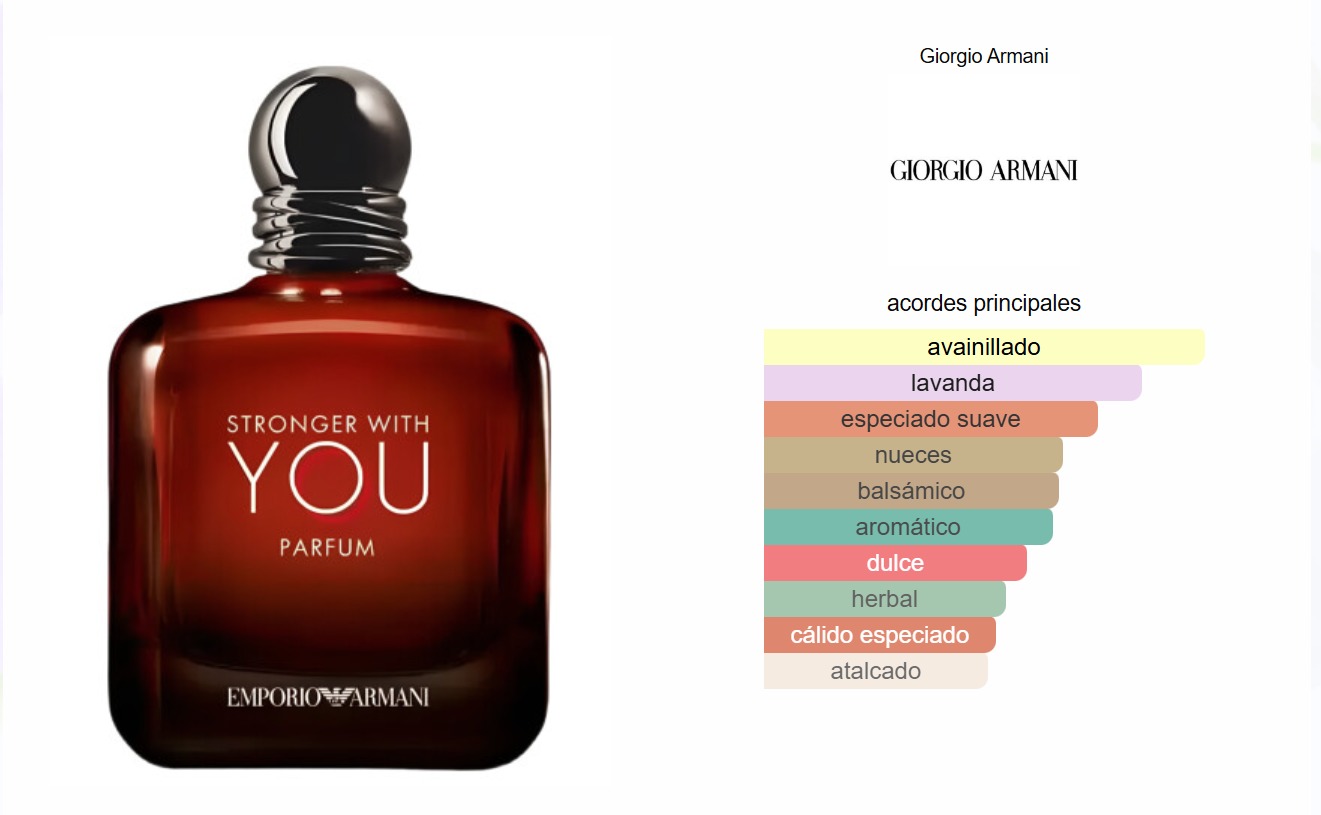 STRONGER WITH
YOU
PARFUM
EMPORIO ARMANI
Giorgio Armani
GIORGIO ARMANI
acordes principales
avainillado
lavanda
especiado suave
nueces
balsámico
aromático
dulce
herbal
cálido especiado
atalcado